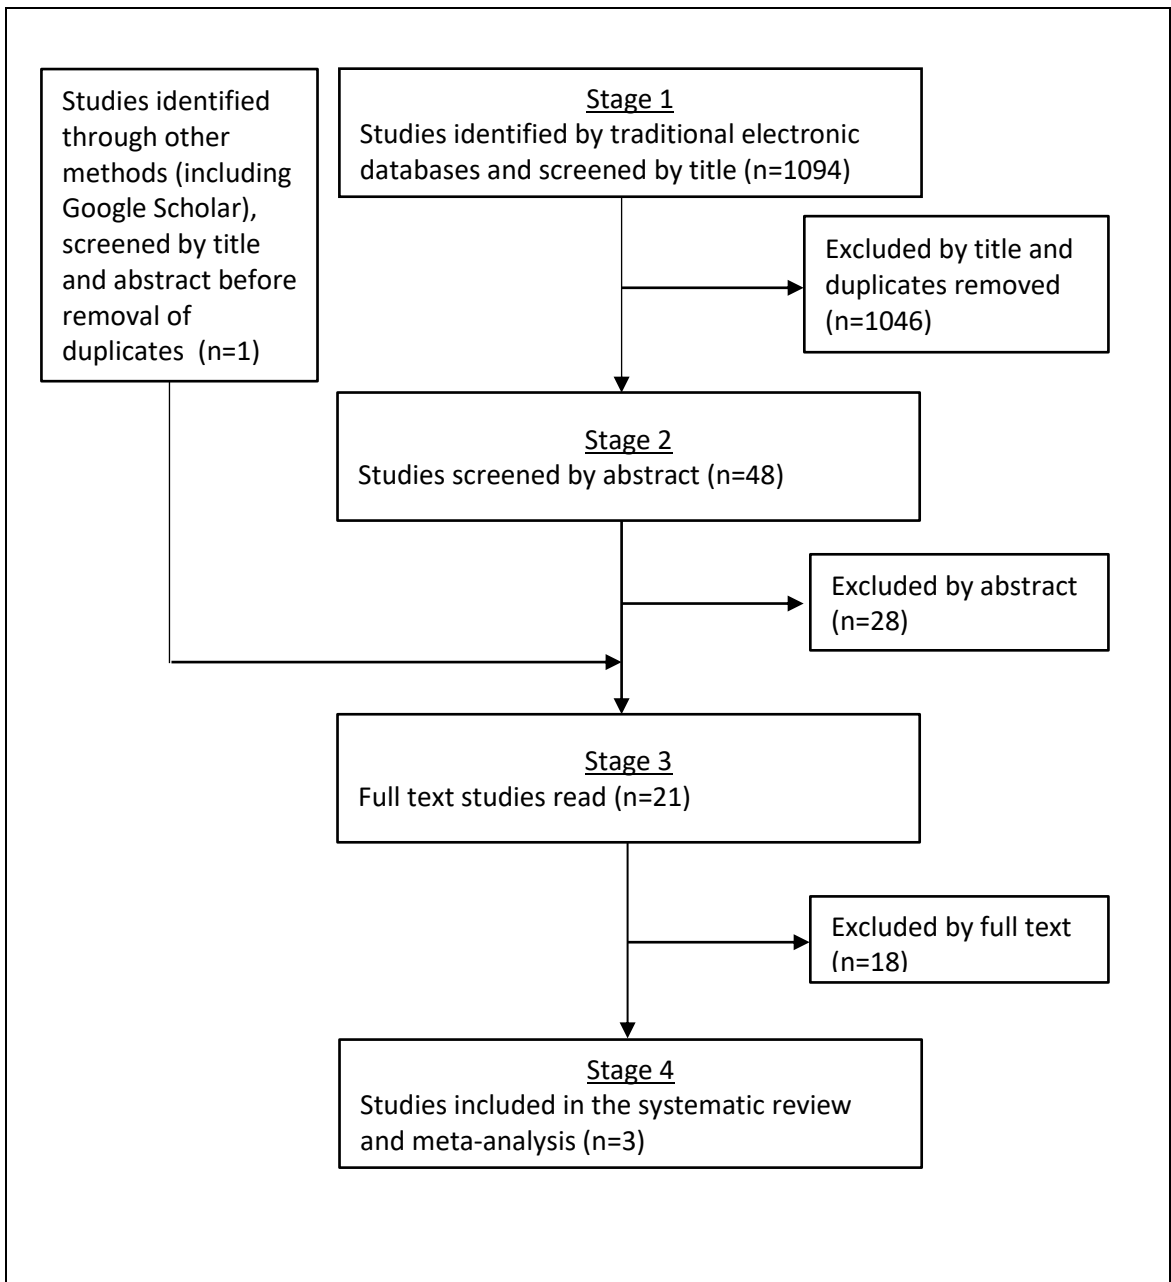 Studies identified
through other
methods (including
Google Scholar),
screened by title
and abstract before
removal of
duplicates  (n=1)
Stage 1
Studies identified by traditional electronic
databases and screened by title (n=1094)
Excluded by title and
duplicates removed
(n=1046)
Stage 2
Studies screened by abstract (n=48)
Excluded by abstract
(n=28)
Stage 3
Full text studies read (n=21)
Excluded by full text
(n=18)
Stage 4
Studies included in the systematic review
and meta-analysis (n=3)